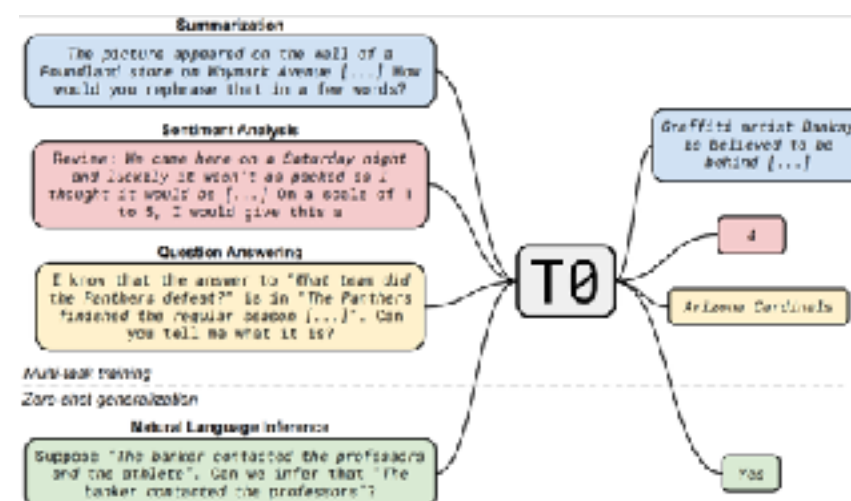 Summarization
The picture appeared on the wall of a
Poundland store on Whymark Avenue [...] How
would you rephrase that in a few words?
Graffiti artist Banksy
is believed to be
behind [...]
Sentiment Analysis
Review: We came here on a Saturday night
and luckily it wasn't as packed as I
thought it would be [...] On a scale of 1
to 5, I would give this a
4
Question Answering
I know that the answer to "What team did
the Panthers defeat?" is in "The Panthers
finished the regular season [...]". Can
you tell me what it is?
T0
Arizona Cardinals
Multi-task training
Zero-shot generalization
Natural Language Inference
Suppose "The banker contacted the professors
and the athlete". Can we infer that "The
banker contacted the professors"?
Yes